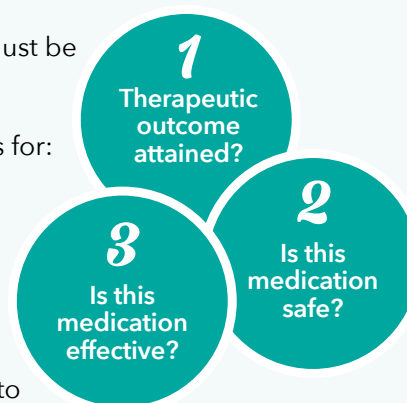 ust be
1
Therapeutic
outcome
attained?
s for:
2
Is this
medication
safe?
3
Is this
medication
effective?
to